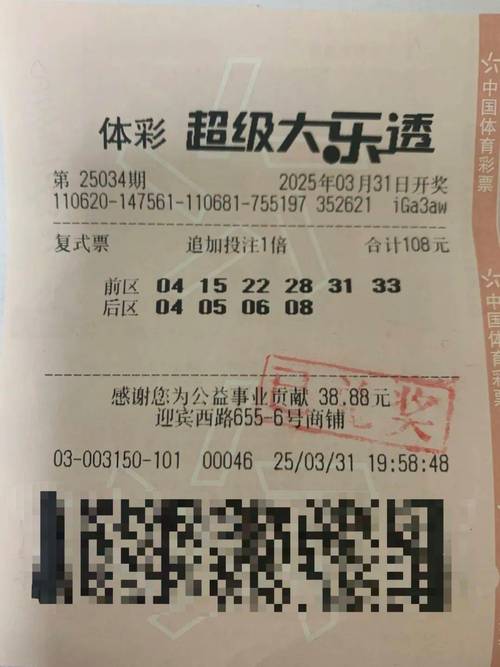 体彩 超级大乐透
第 25034期 2025年03月31日开奖
110620-147561-110681-755197 352621 iGa3aw
复式票 追加投注1倍 合计108元
前区 04 15 22 28 31 33
后区 04 05 06 08
已兑奖
感谢您为公益事业贡献 38.88元
迎宾西路655-6号商铺
03-003150-101 00046 25/03/31 19:58:48
中国体育彩票
中国体育彩票